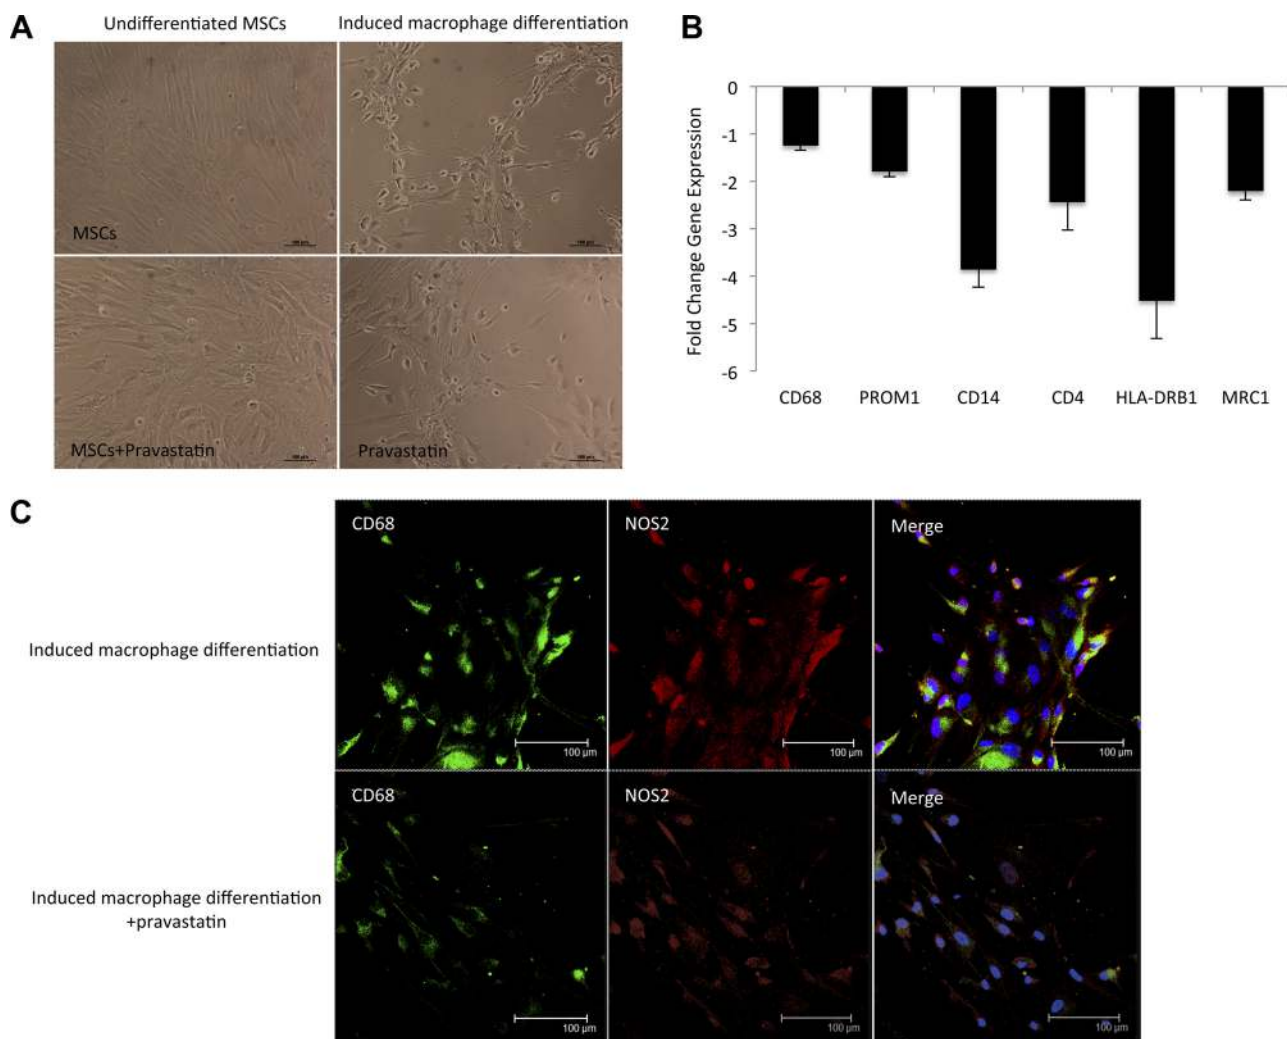 A
Undifferentiated MSCs
Induced macrophage differentiation
MSCs
MSCs+Pravastatin
Pravastatin
B
Fold Change Gene Expression
0
-1
-2
-3
-4
-5
-6
CD68
PROM1
CD14
CD4
HLA-DRB1
MRC1
C
CD68
NOS2
Merge
Induced macrophage differentiation
100 µm
100 µm
100 µm
CD68
NOS2
Merge
Induced macrophage differentiation
+pravastatin
100 µm
100 µm
100 µm